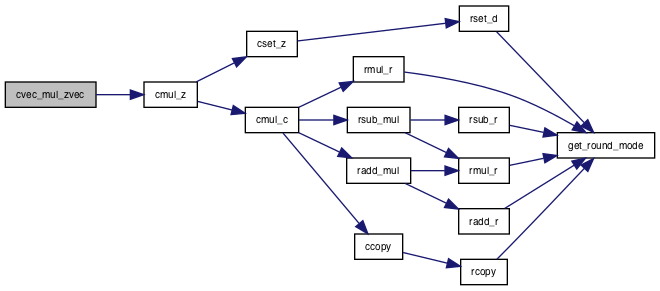 cvec_mul_zvec
cmul_z
cset_z
cmul_c
rset_d
rmul_r
rsub_mul
radd_mul
ccopy
rsub_r
rmul_r
radd_r
rcopy
get_round_mode